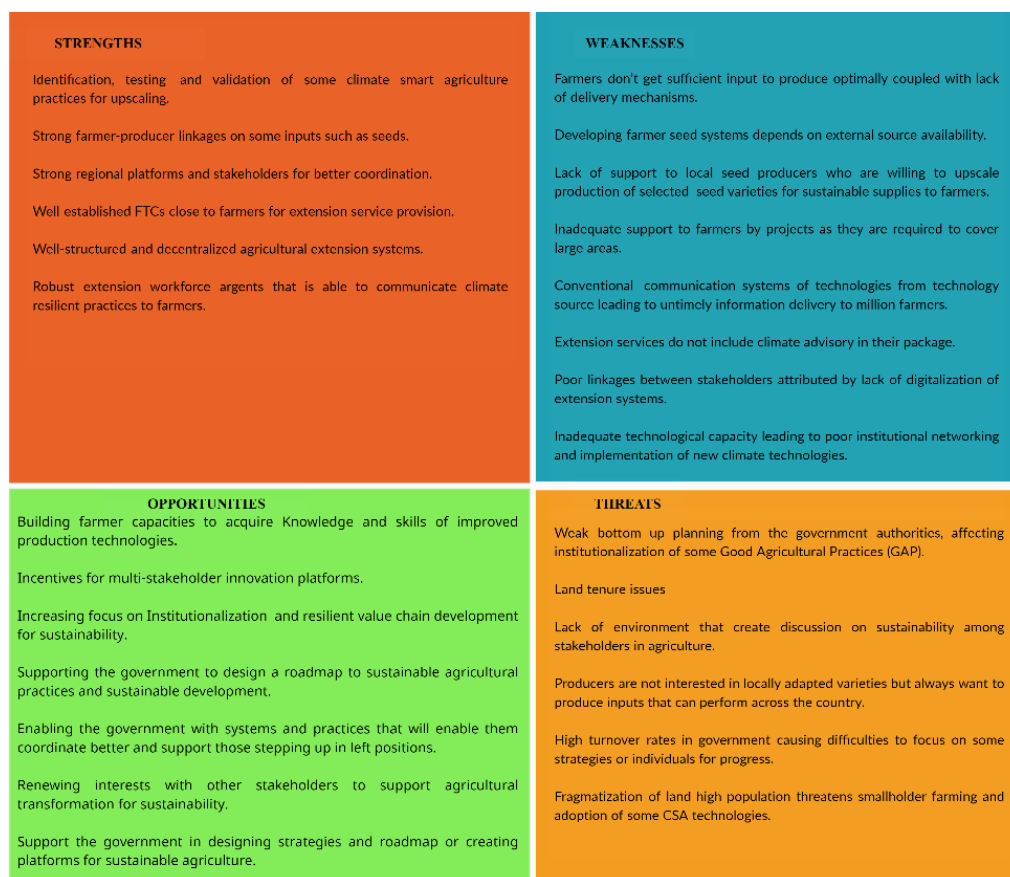 STRENGTHS
Identification, testing and validation of some climate smart agriculture
practices for upscaling.
Strong farmer-producer linkages on some inputs such as seeds.
Strong regional platforms and stakeholders for better coordination.
Well established FTCs close to farmers for extension service provision.
Well-structured and decentralized agricultural extension systems.
Robust extension workforce argents that is able to communicate climate
resilient practices to farmers.
WEAKNESSES
Farmers don't get sufficient input to produce optimally coupled with lack
of delivery mechanisms.
Developing farmer seed systems depends on external source availability.
Lack of support to local seed producers who are willing to upscale
production of selected seed varieties for sustainable supplies to farmers.
Inadequate support to farmers by projects as they are required to cover
large areas.
Conventional communication systems of technologies from technology
source leading to untimely information delivery to million farmers.
Extension services do not include climate advisory in their package.
Poor linkages between stakeholders attributed by lack of digitalization of
extension systems.
Inadequate technological capacity leading to poor institutional networking
and implementation of new climate technologies.
OPPORTUNITIES
Building farmer capacities to acquire Knowledge and skills of improved
production technologies.
Incentives for multi-stakeholder innovation platforms.
Increasing focus on Institutionalization and resilient value chain development
for sustainability.
Supporting the government to design a roadmap to sustainable agricultural
practices and sustainable development.
Enabling the government with systems and practices that will enable them
coordinate better and support those stepping up in left positions.
Renewing interests with other stakeholders to support agricultural
transformation for sustainability.
Support the government in designing strategies and roadmap or creating
platforms for sustainable agriculture.
THREATS
Weak bottom up planning from the government authorities, affecting
institutionalization of some Good Agricultural Practices (GAP).
Land tenure issues
Lack of environment that create discussion on sustainability among
stakeholders in agriculture.
Producers are not interested in locally adapted varieties but always want to
produce inputs that can perform across the country.
High turnover rates in government causing difficulties to focus on some
strategies or individuals for progress.
Fragmatization of land high population threatens smallholder farming and
adoption of some CSA technologies.